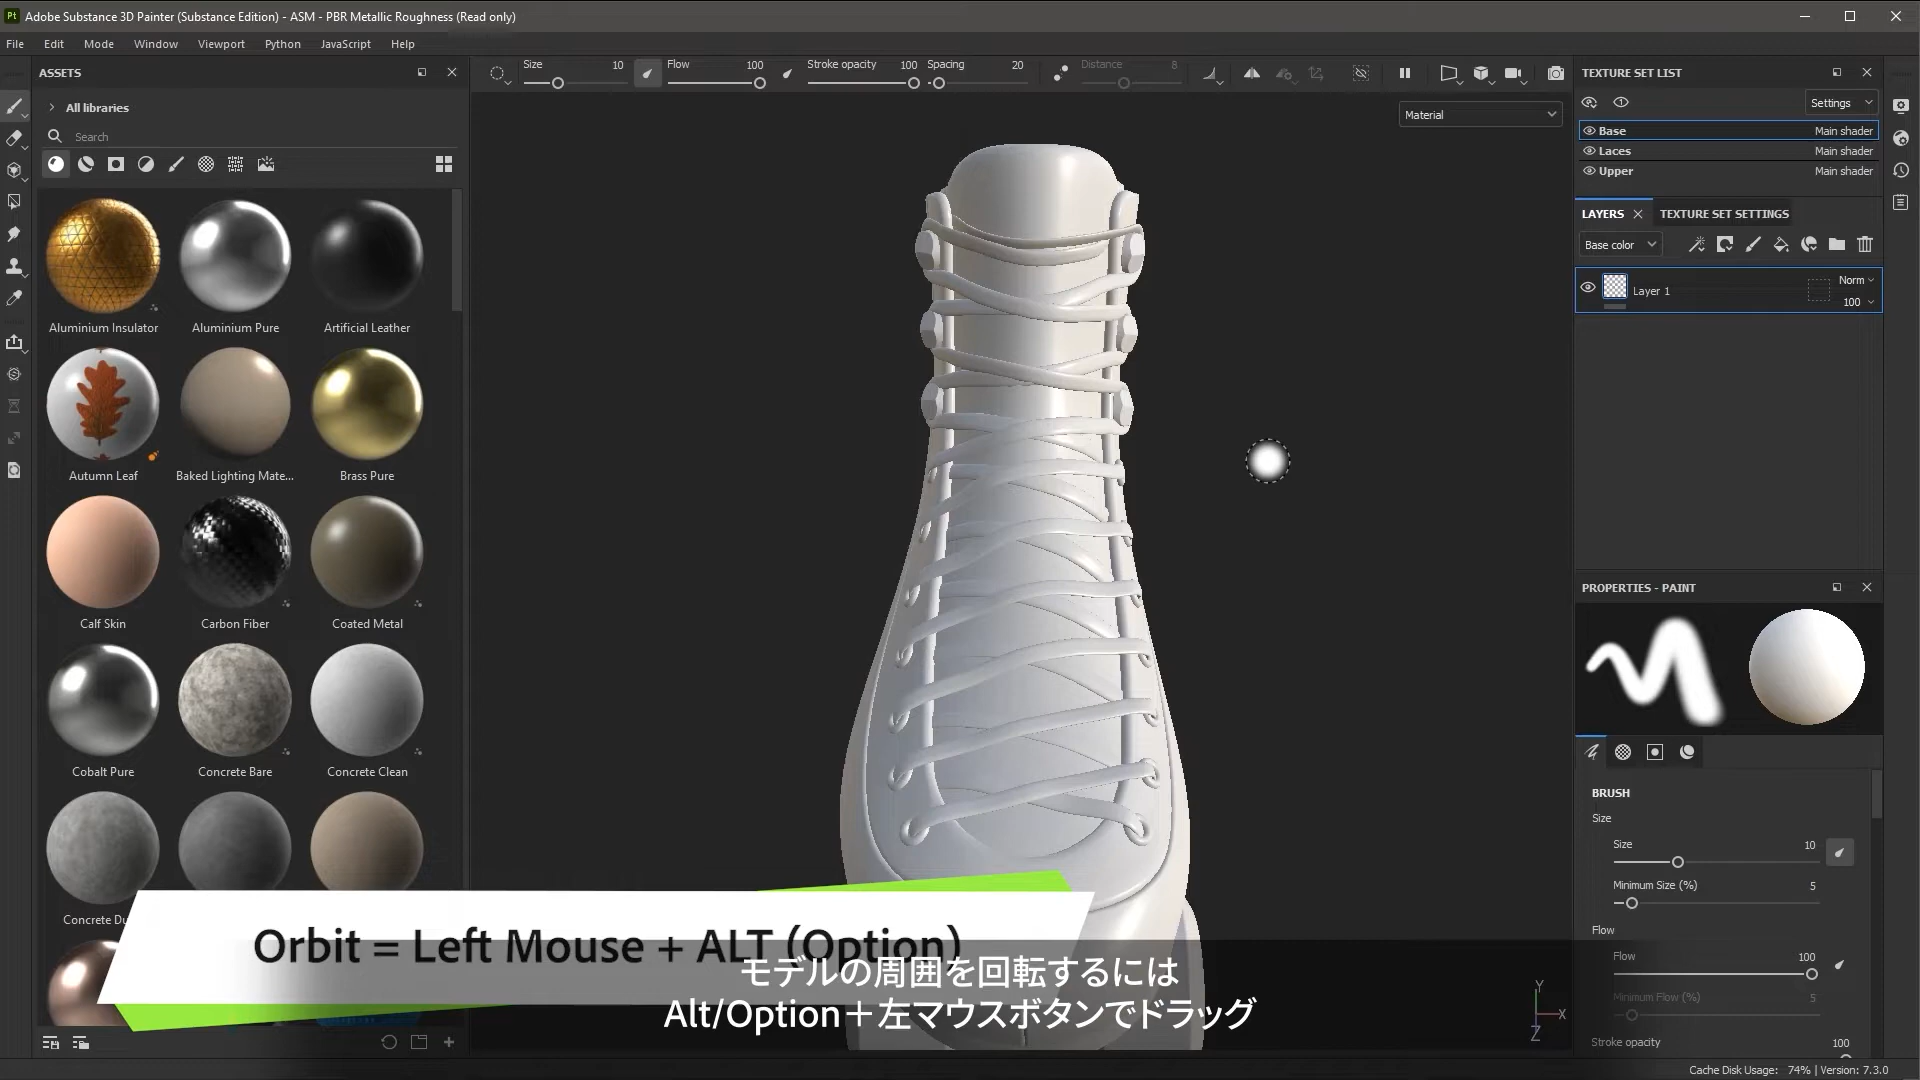 Adobe Substance 3D Painter (Substance Edition) - ASM - PBR Metallic Roughness (Read only)
File Edit Mode Window Viewport Python JavaScript Help
ASSETS
All libraries
Search
Aluminium Insulator
Aluminium Pure
Artificial Leather
Autumn Leaf
Baked Lighting Mate...
Brass Pure
Calf Skin
Carbon Fiber
Coated Metal
Cobalt Pure
Concrete Bare
Concrete Clean
Concrete Du
Size 10
Flow 100
Stroke opacity 100
Spacing 20
Distance 8
Material
TEXTURE SET LIST
Settings
Base Main shader
Laces Main shader
Upper Main shader
LAYERS
TEXTURE SET SETTINGS
Base color
Layer 1
Norm
100
PROPERTIES - PAINT
BRUSH
Size
Size 10
Minimum Size (%) 5
Flow
Flow 100
Minimum Flow (%) 5
Stroke opacity 100
Y
X
Z
Orbit = Left Mouse + ALT (Option)
モデルの周囲を回転するには
Alt/Option＋左マウスボタンでドラッグ
Cache Disk Usage: 74% | Version: 7.3.0